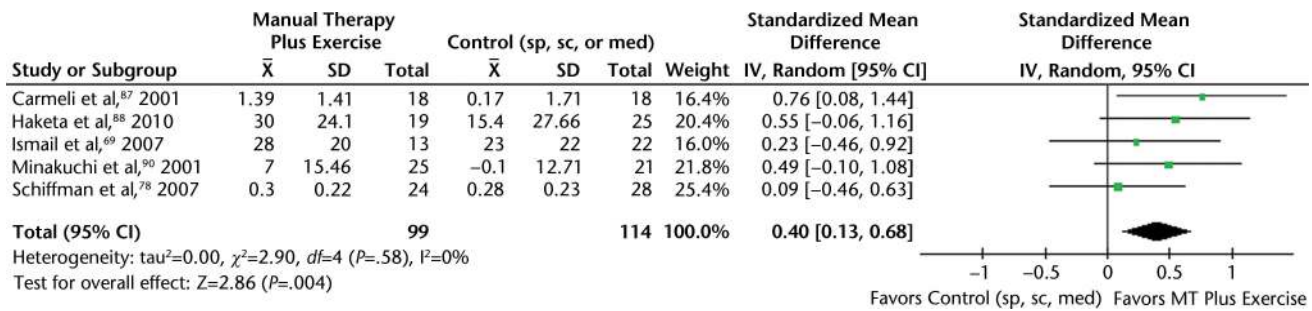 Manual Therapy Standardized Mean Standardized Mean
Plus Exercise Control (sp, sc, or med) Difference Difference
Study or Subgroup X̄ SD Total X̄ SD Total Weight IV, Random [95% CI] IV, Random, 95% CI
Carmeli et al,⁸⁷ 2001 1.39 1.41 18 0.17 1.71 18 16.4% 0.76 [0.08, 1.44]
Haketa et al,⁸⁸ 2010 30 24.1 19 15.4 27.66 25 20.4% 0.55 [−0.06, 1.16]
Ismail et al,⁶⁹ 2007 28 20 13 23 22 22 16.0% 0.23 [−0.46, 0.92]
Minakuchi et al,⁹⁰ 2001 7 15.46 25 −0.1 12.71 21 21.8% 0.49 [−0.10, 1.08]
Schiffman et al,⁷⁸ 2007 0.3 0.22 24 0.28 0.23 28 25.4% 0.09 [−0.46, 0.63]
Total (95% CI) 99 114 100.0% 0.40 [0.13, 0.68]
Heterogeneity: tau²=0.00, χ²=2.90, df=4 (P=.58), I²=0%
Test for overall effect: Z=2.86 (P=.004)
−1 −0.5 0 0.5 1
Favors Control (sp, sc, med) Favors MT Plus Exercise